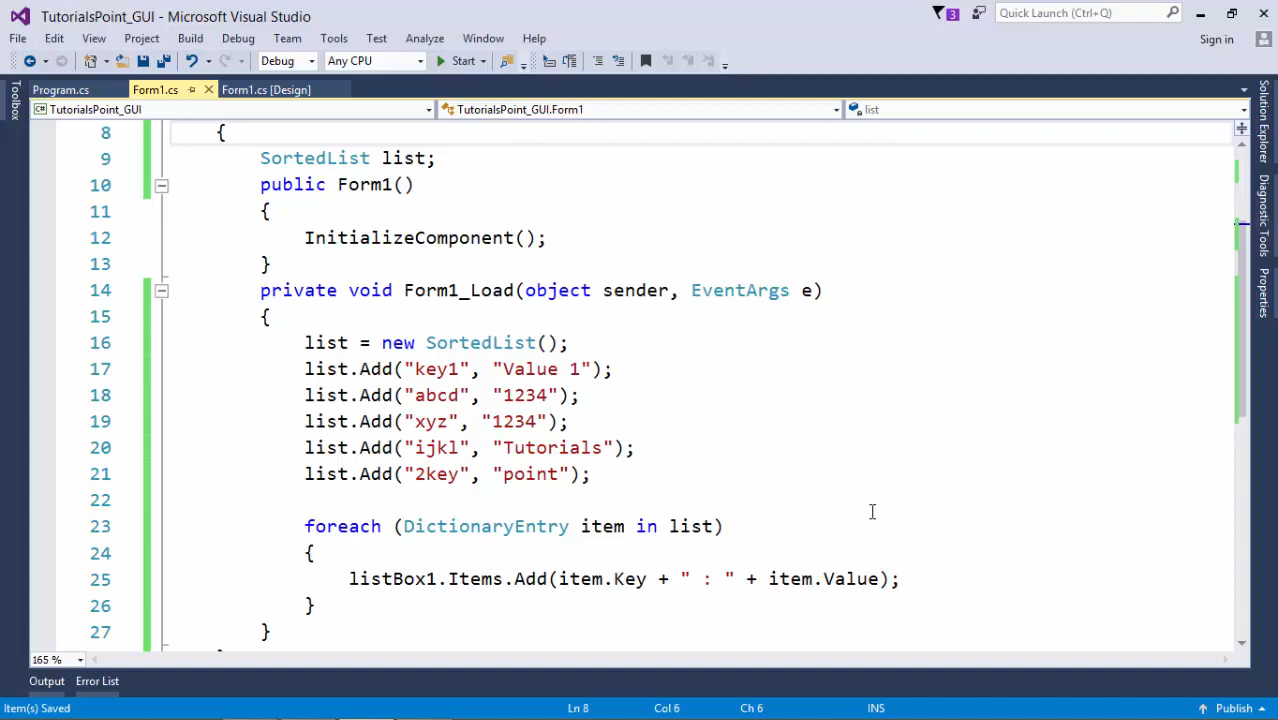 TutorialsPoint_GUI - Microsoft Visual Studio
3
Quick Launch (Ctrl+Q)
File Edit View Project Build Debug Team Tools Test Analyze Window Help
Sign in
Debug Any CPU Start
Program.cs Form1.cs Form1.cs [Design]
TutorialsPoint_GUI TutorialsPoint_GUI.Form1 list
Toolbox
Solution Explorer
Diagnostic Tools
Properties
8 {
9 SortedList list;
10 public Form1()
11 {
12 InitializeComponent();
13 }
14 private void Form1_Load(object sender, EventArgs e)
15 {
16 list = new SortedList();
17 list.Add("key1", "Value 1");
18 list.Add("abcd", "1234");
19 list.Add("xyz", "1234");
20 list.Add("ijkl", "Tutorials");
21 list.Add("2key", "point");
22
23 foreach (DictionaryEntry item in list)
24 {
25 listBox1.Items.Add(item.Key + " : " + item.Value);
26 }
27 }
165 %
Output Error List
Item(s) Saved Ln 8 Col 6 Ch 6 INS Publish